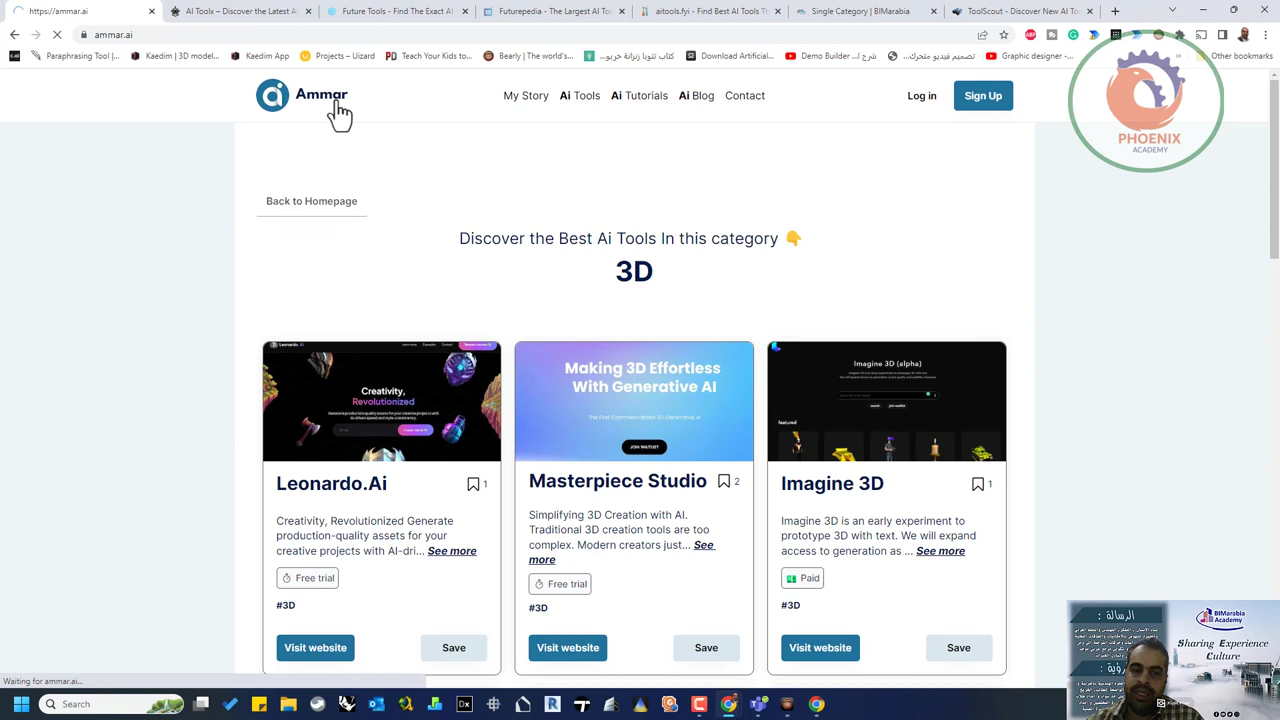 https://ammar.ai
AI Tools – Discover the Latest
Futurepedia - The Largest AI To
aitools.fyi - Find Best AI Tools
Single Category | BIMarabia
ToolScout - Discover New AI To
ammar.ai
Paraphrasing Tool |...
Kaedim | 3D model...
Kaedim App
Projects – Uizard
Teach Your Kids to...
Bearly | The world's...
Download Artificial...
Demo Builder ...
Graphic designer -...
Other bookmarks
ai Ammar
My Story
Ai Tools
Ai Tutorials
Ai Blog
Contact
Log in
Sign Up
PHOENIX
ACADEMY
Back to Homepage
Discover the Best Ai Tools In this category 👇
3D
Creativity,
Revolutionized
Making 3D Effortless
With Generative AI
The First Commercialized 3D Generative AI
JOIN WAITLIST
Imagine 3D (alpha)
featured
Leonardo.Ai
1
Creativity, Revolutionized Generate
production-quality assets for your
creative projects with AI-dri... See more
Free trial
#3D
Visit website
Save
Masterpiece Studio
2
Simplifying 3D Creation with AI.
Traditional 3D creation tools are too
complex. Modern creators just... See
more
Free trial
#3D
Visit website
Save
Imagine 3D
1
Imagine 3D is an early experiment to
prototype 3D with text. We will expand
access to generation as ... See more
Paid
#3D
Visit website
Save
الرسالة :
BIMarabia
Academy
Sharing Experience
Culture
Waiting for ammar.ai...
Search